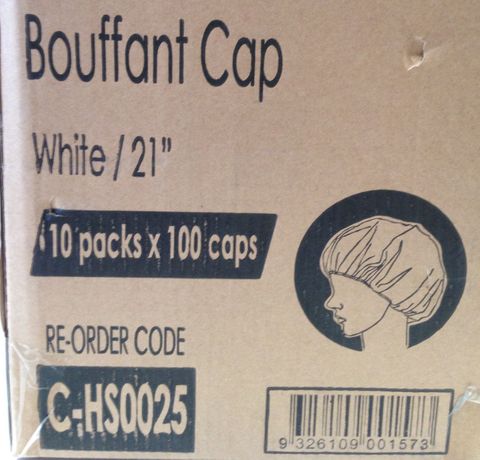 Bouffant Cap
White / 21"
10 packs x 100 caps
RE-ORDER CODE
C-HS0025
9 326109 001573